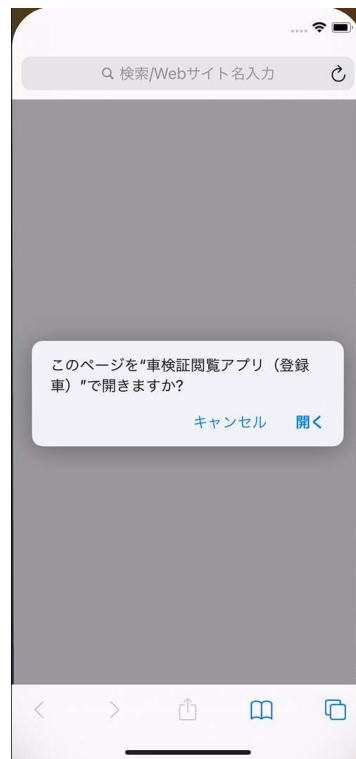 検索/Webサイト名入力
このページを“車検証閲覧アプリ（登録
車）”で開きますか?
キャンセル 開く